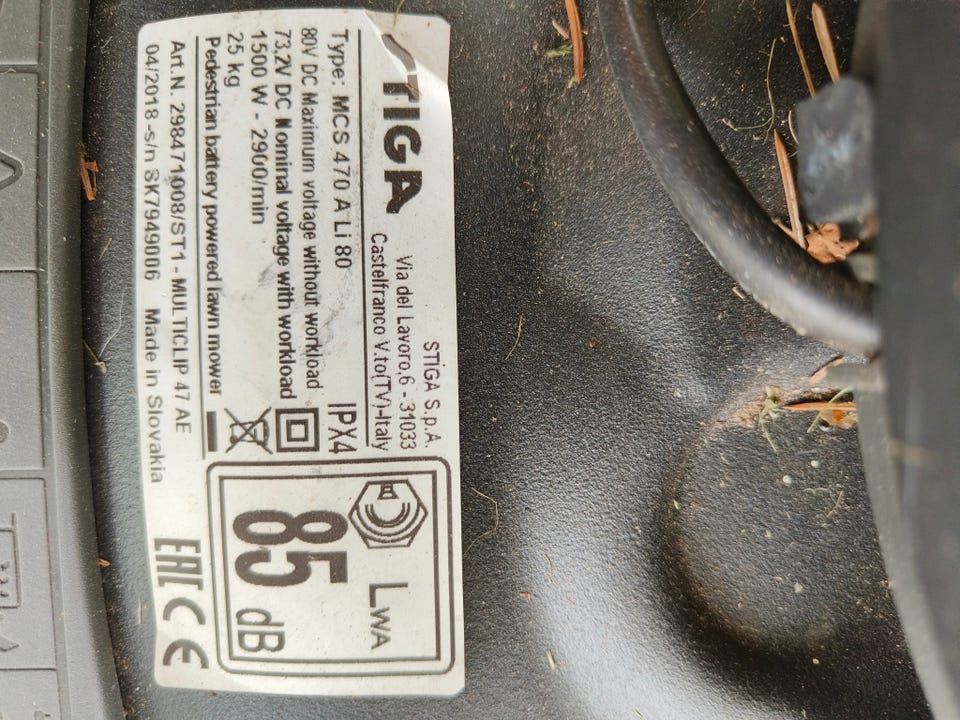 STIGA
STIGA S.p.A.
Via del Lavoro,6 - 31033
Castelfranco V.to(TV)-Italy
Type: MCS 470 A Li 80
IPX4
80V DC Maximum voltage without workload
73.2V DC Nominal voltage with workload
1500 W - 2900/min
25 kg
Pedestrian battery powered lawn mower
Art.N. 298471008/ST1 - MULTICLIP 47 AE
04/2018 -s/n SK7949006 Made in Slovakia
LWA
85
dB
EAC CE